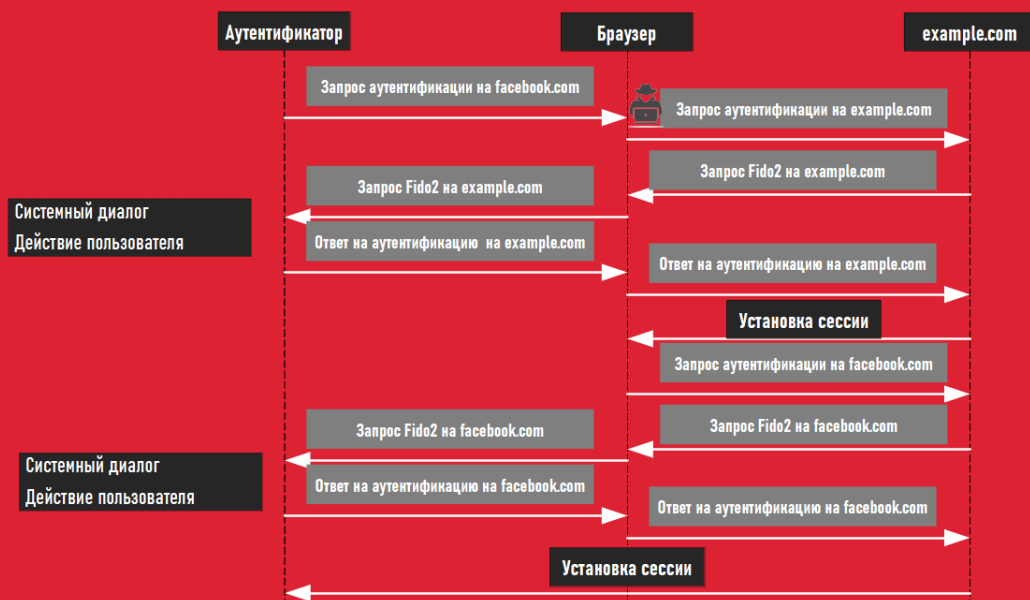 Аутентификатор
Браузер
example.com
Запрос аутентификации на facebook.com
Запрос аутентификации на example.com
Запрос Fido2 на example.com
Запрос Fido2 на example.com
Системный диалог
Действие пользователя
Ответ на аутентификацию на example.com
Ответ на аутентификацию на example.com
Установка сессии
Запрос аутентификации на facebook.com
Запрос Fido2 на facebook.com
Запрос Fido2 на facebook.com
Системный диалог
Действие пользователя
Ответ на аутентификацию на facebook.com
Ответ на аутентификацию на facebook.com
Установка сессии